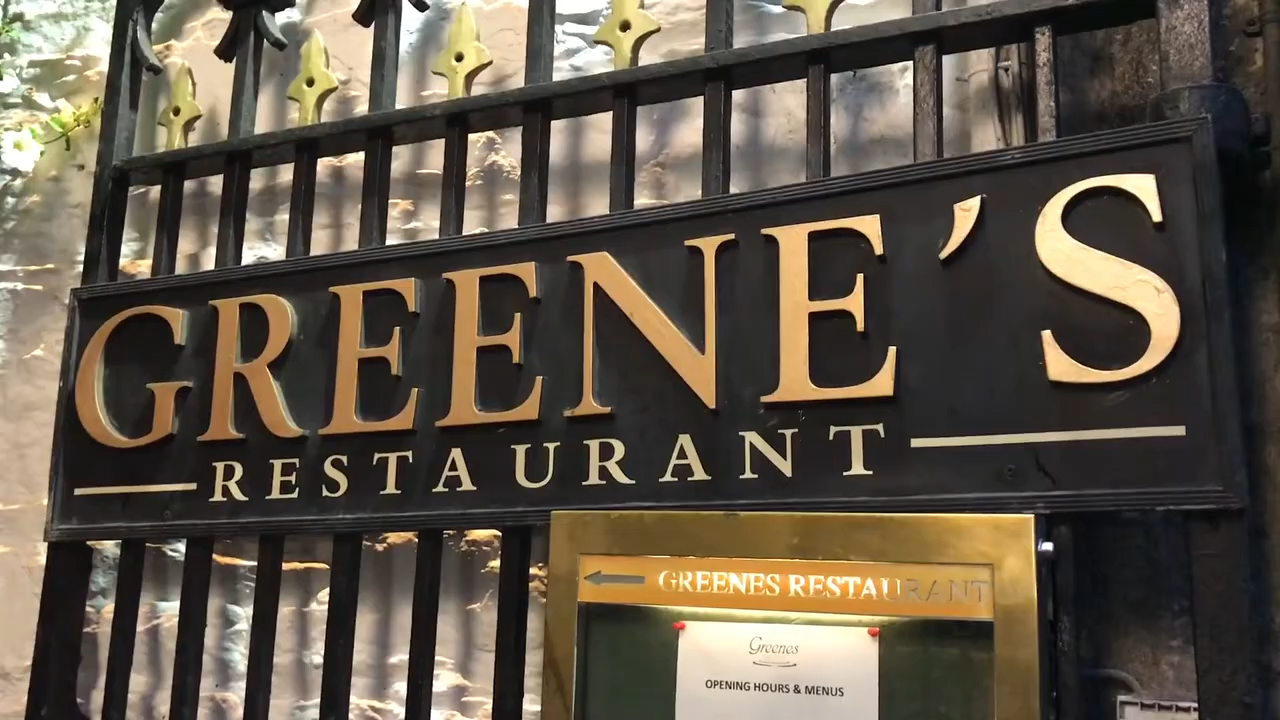 GREENE'S
RESTAURANT
GREENES RESTAURANT
Greenes
OPENING HOURS & MENUS